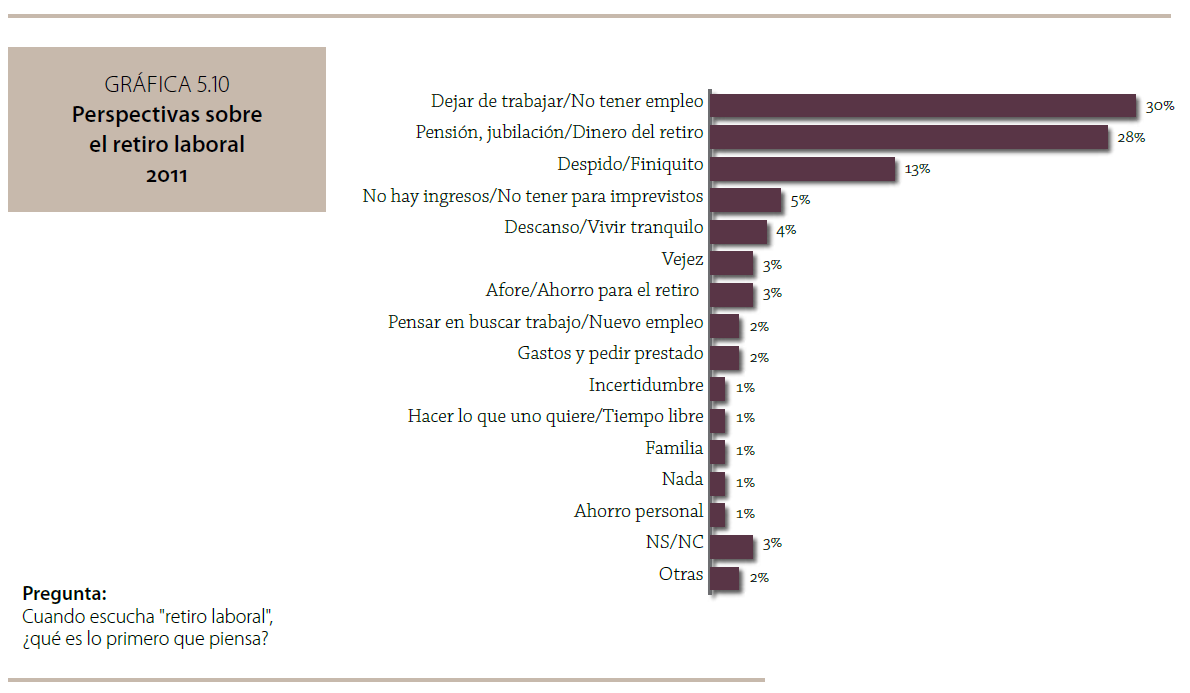 GRÁFICA 5.10
Perspectivas sobre
el retiro laboral
2011
Dejar de trabajar/No tener empleo 30%
Pensión, jubilación/Dinero del retiro 28%
Despido/Finiquito 13%
No hay ingresos/No tener para imprevistos 5%
Descanso/Vivir tranquilo 4%
Vejez 3%
Afore/Ahorro para el retiro 3%
Pensar en buscar trabajo/Nuevo empleo 2%
Gastos y pedir prestado 2%
Incertidumbre 1%
Hacer lo que uno quiere/Tiempo libre 1%
Familia 1%
Nada 1%
Ahorro personal 1%
NS/NC 3%
Otras 2%
Pregunta:
Cuando escucha "retiro laboral",
¿qué es lo primero que piensa?